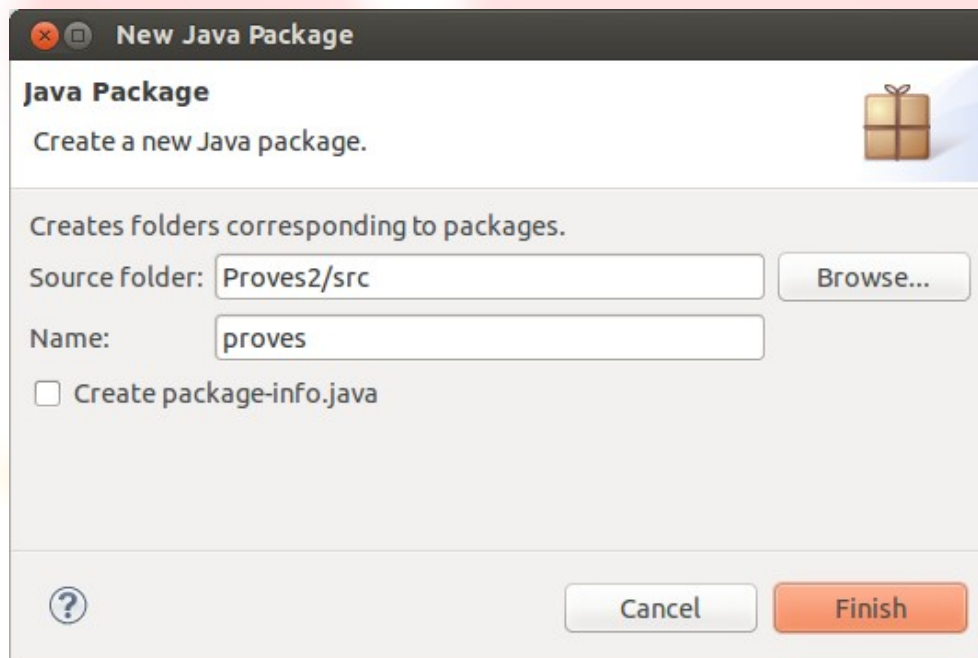 New Java Package
Java Package
Create a new Java package.
Creates folders corresponding to packages.
Source folder: Proves2/src Browse...
Name: proves
Create package-info.java
? Cancel Finish